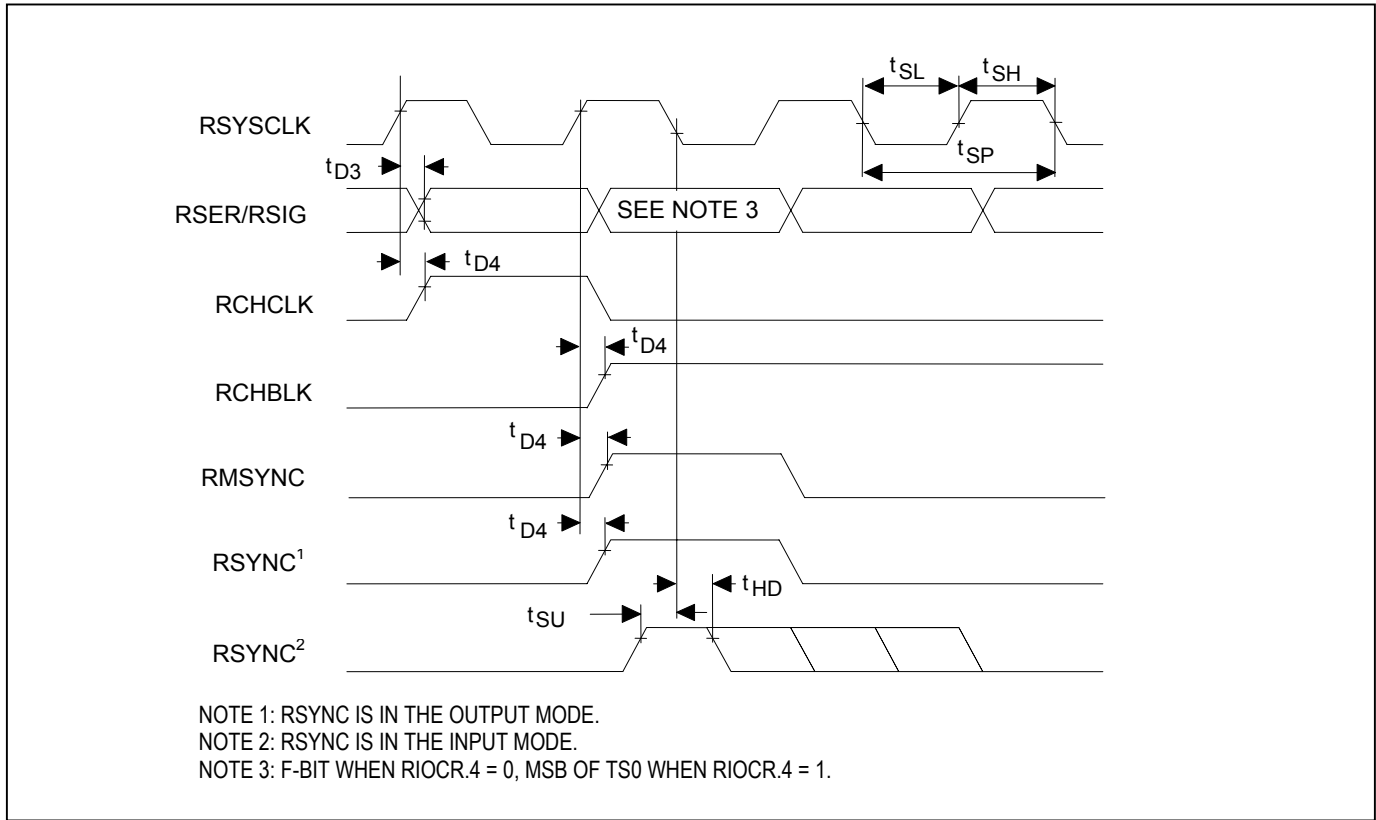 tSL tSH
RSYSCLK
tSP
tD3
RSER/RSIG
SEE NOTE 3
tD4
RCHCLK
tD4
RCHBLK
tD4
RMSYNC
tD4
RSYNC1
tHD
tSU
RSYNC2
NOTE 1: RSYNC IS IN THE OUTPUT MODE.
NOTE 2: RSYNC IS IN THE INPUT MODE.
NOTE 3: F-BIT WHEN RIOCR.4 = 0, MSB OF TS0 WHEN RIOCR.4 = 1.